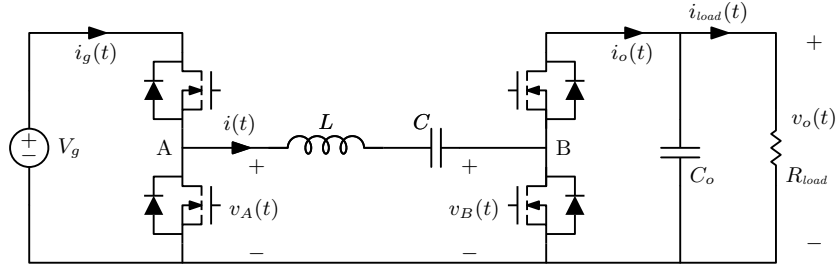 i_load(t)
i_g(t)
i_o(t)
+
L
C
i(t)
v_o(t)
+
−
V_g
A
B
+
+
C_o
R_load
v_A(t)
v_B(t)
−
−
−